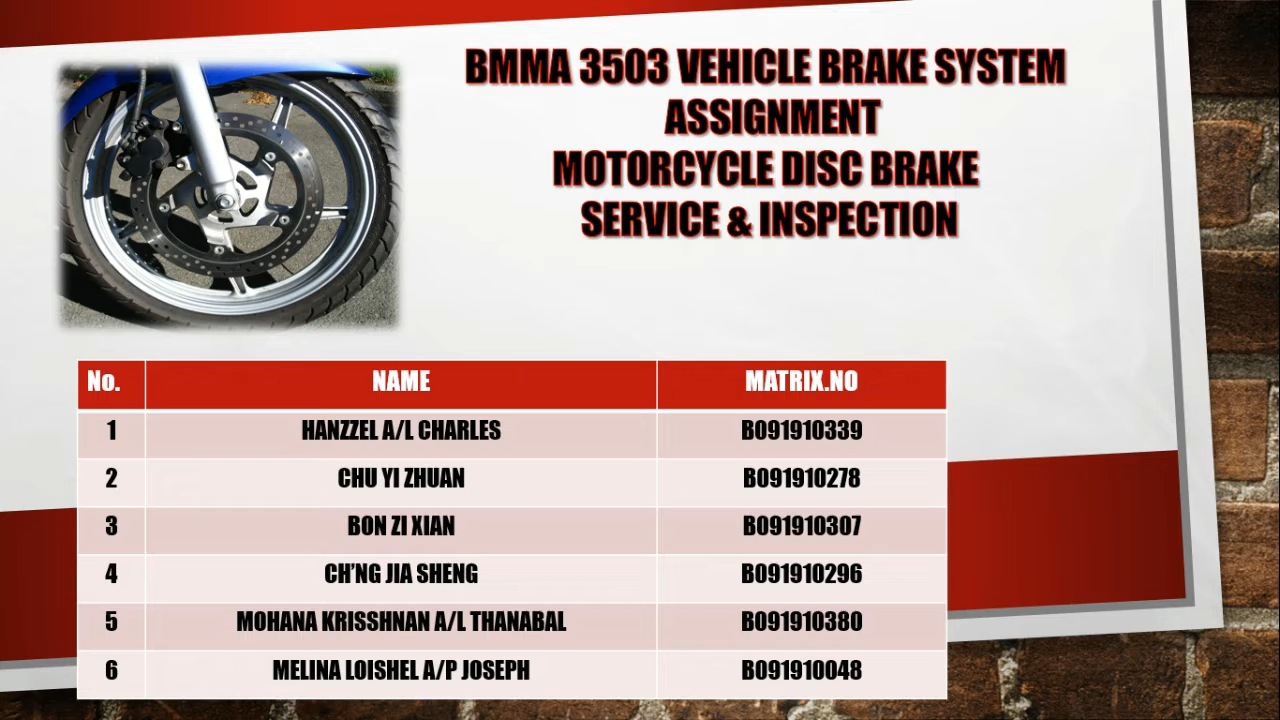 BMMA 3503 VEHICLE BRAKE SYSTEM
ASSIGNMENT
MOTORCYCLE DISC BRAKE
SERVICE & INSPECTION
No. NAME MATRIX.NO
1 HANZZEL A/L CHARLES B091910339
2 CHU YI ZHUAN B091910278
3 BON ZI XIAN B091910307
4 CH'NG JIA SHENG B091910296
5 MOHANA KRISSHNAN A/L THANABAL B091910380
6 MELINA LOISHEL A/P JOSEPH B091910048